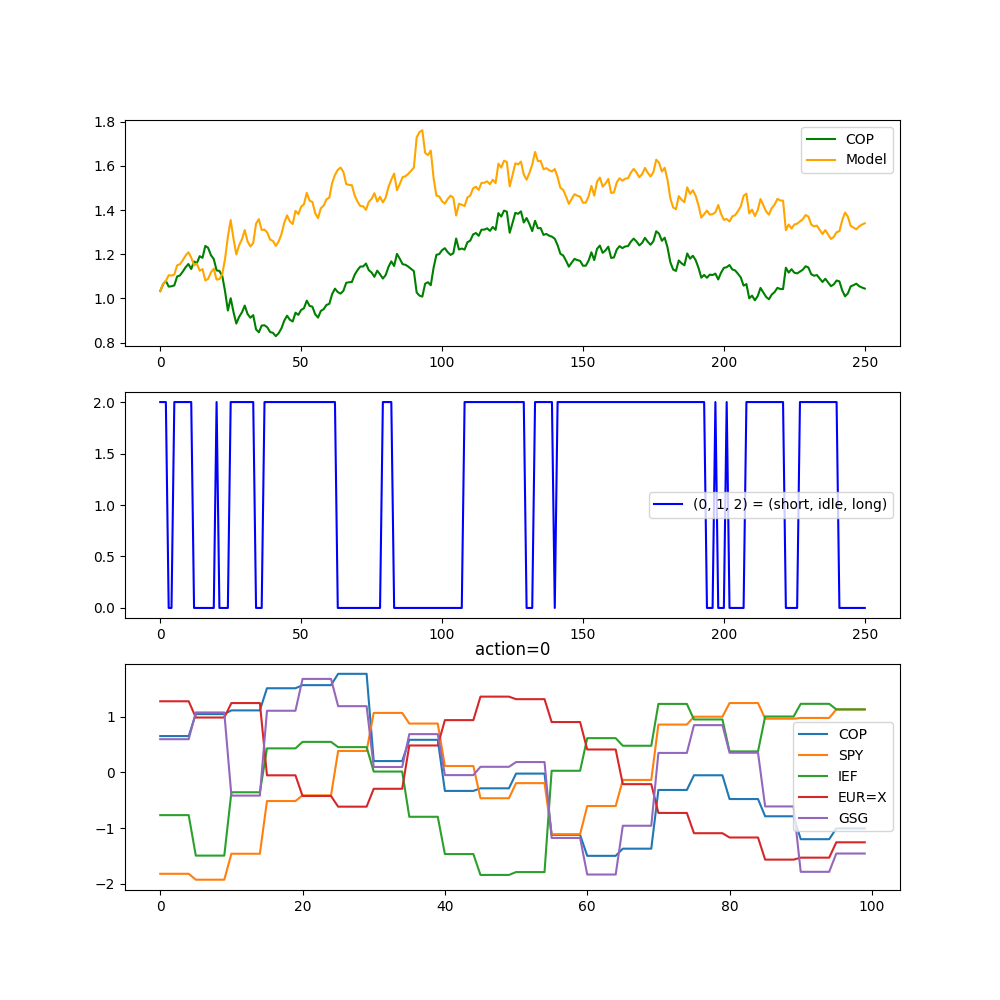 1.8
1.6
1.4
1.2
1.0
0.8
COP
Model
0 50 100 150 200 250
2.0
1.5
1.0
0.5
0.0
(0, 1, 2) = (short, idle, long)
0 50 100 150 200 250
action=0
1
0
−1
−2
COP
SPY
IEF
EUR=X
GSG
0 20 40 60 80 100